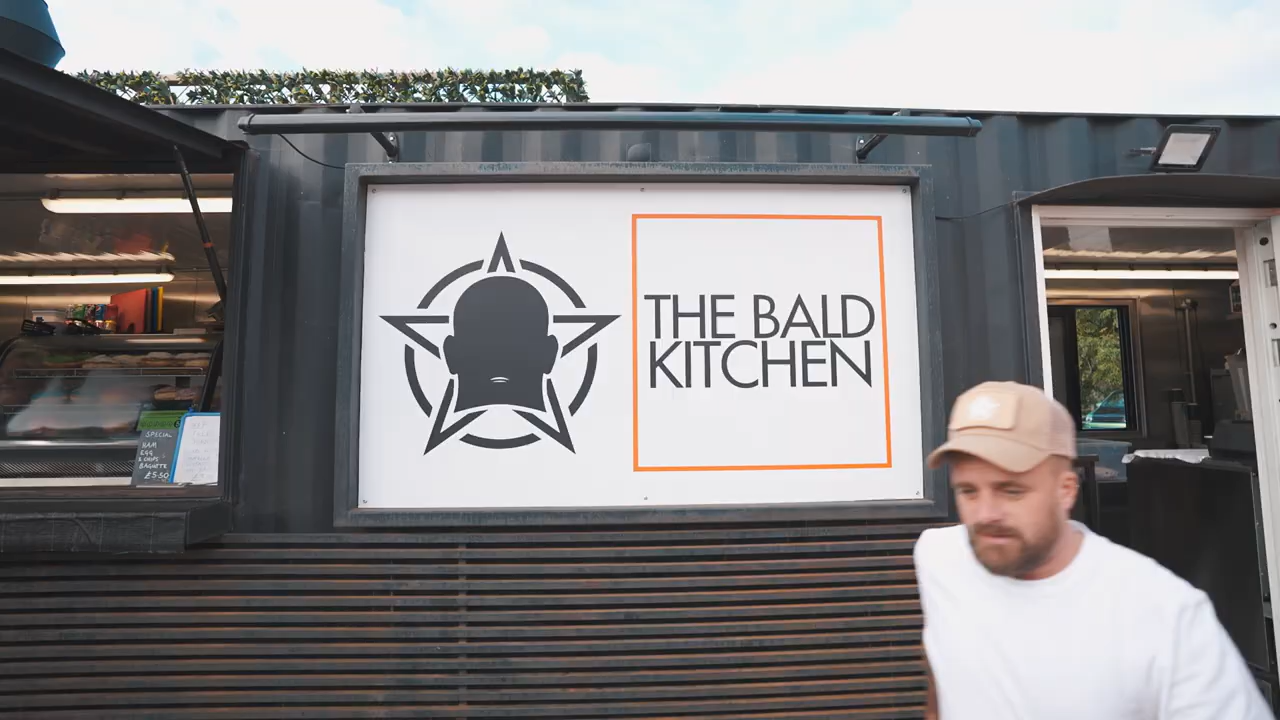 THE BALD
KITCHEN
SPECIAL
HAM
EGG
& CHIPS
BAGUETTE
£5.50